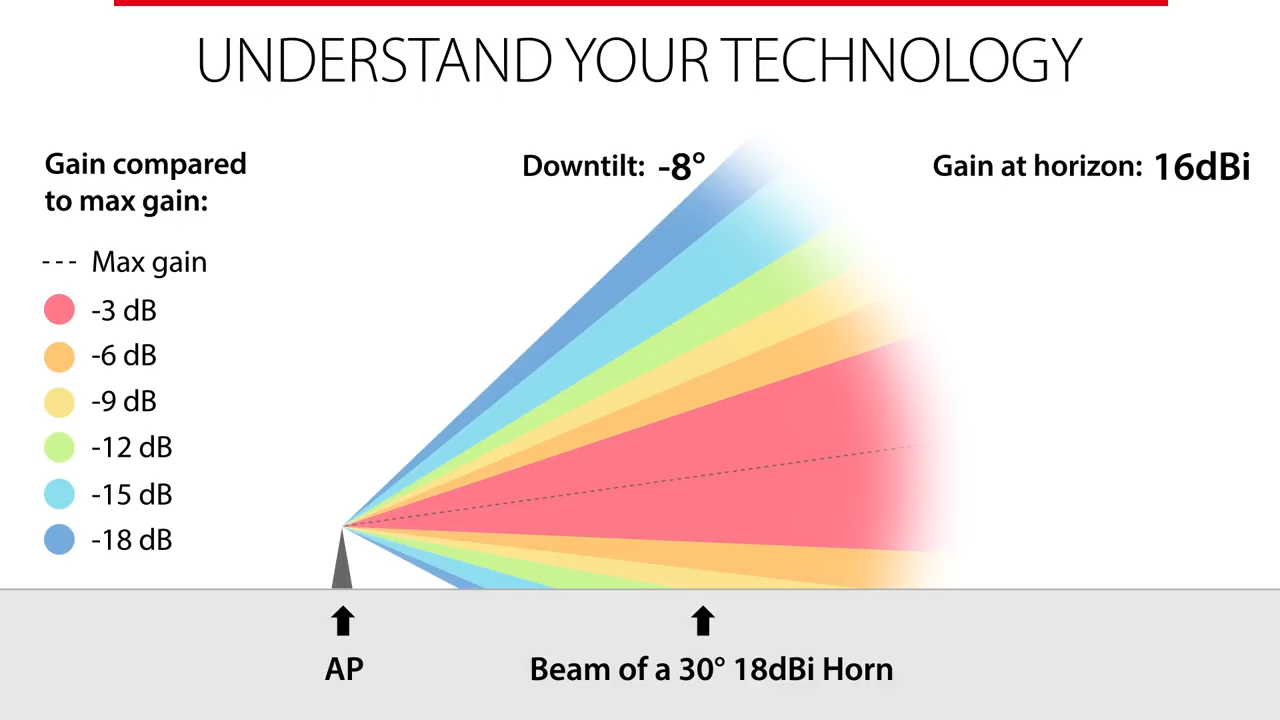 UNDERSTAND YOUR TECHNOLOGY
Gain compared
to max gain:
Downtilt: -8°
Gain at horizon: 16dBi
Max gain
-3 dB
-6 dB
-9 dB
-12 dB
-15 dB
-18 dB
AP
Beam of a 30° 18dBi Horn